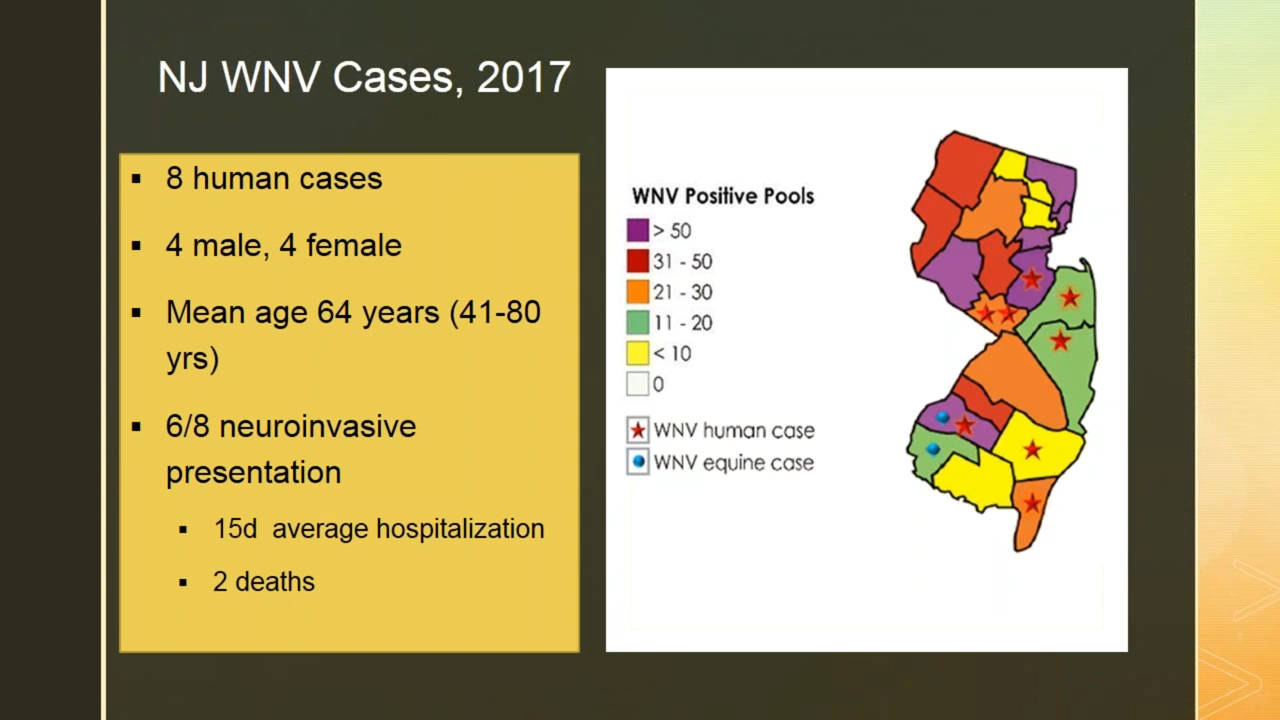 NJ WNV Cases, 2017
▪ 8 human cases
▪ 4 male, 4 female
▪ Mean age 64 years (41-80
yrs)
▪ 6/8 neuroinvasive
presentation
▪ 15d average hospitalization
▪ 2 deaths
WNV Positive Pools
> 50
31 - 50
21 - 30
11 - 20
< 10
0
WNV human case
WNV equine case